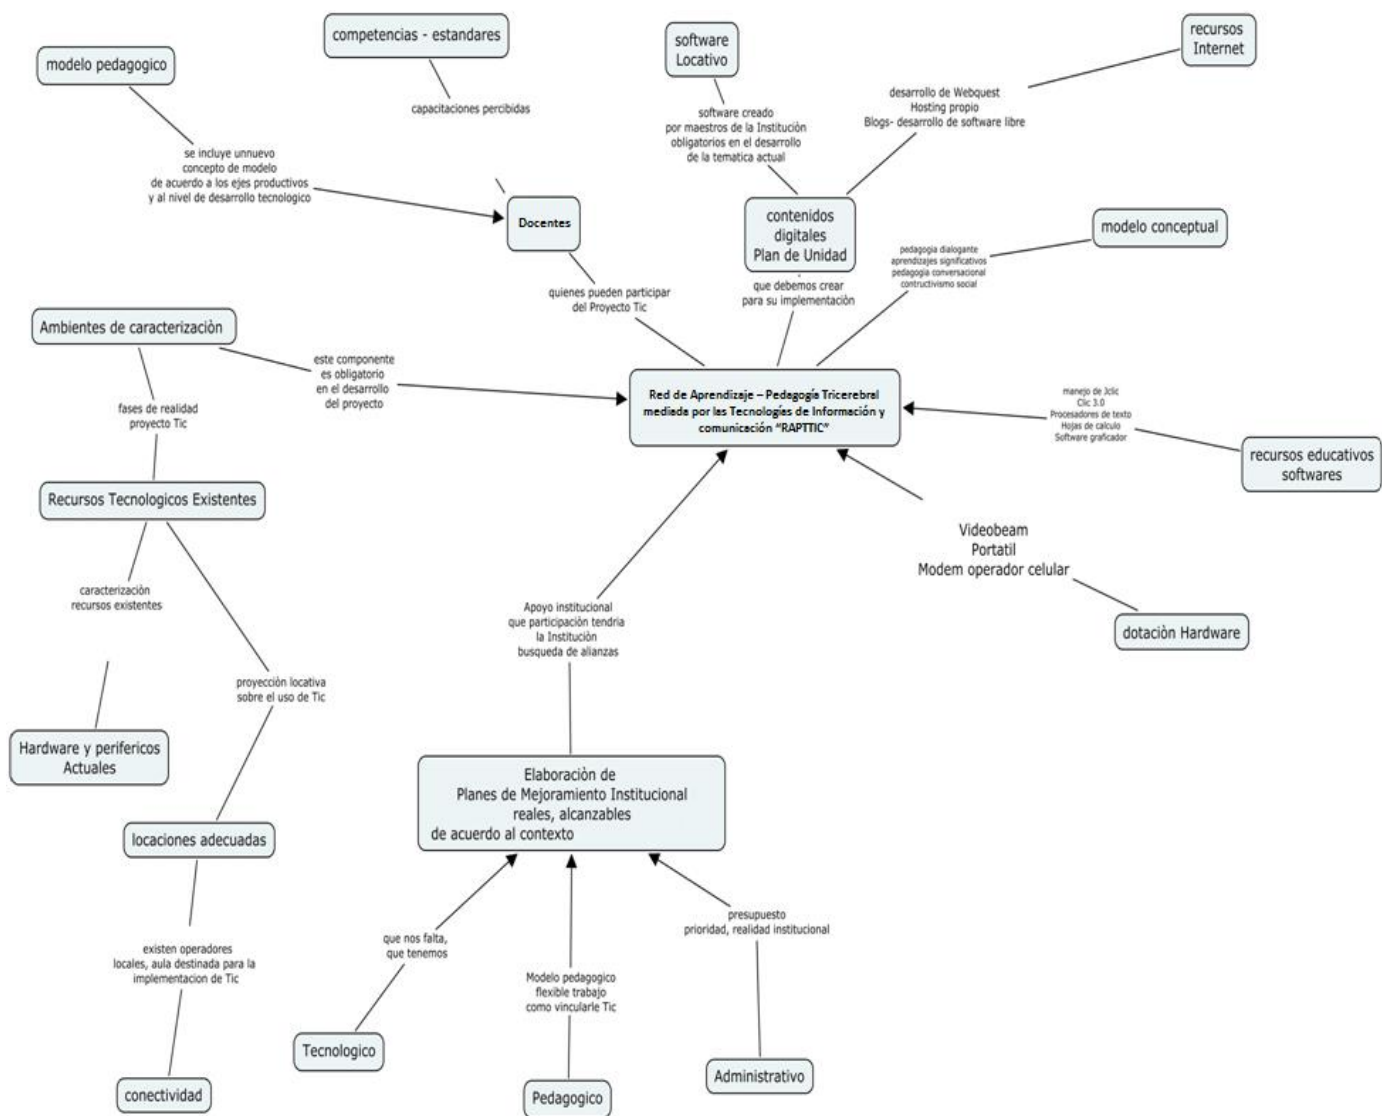 competencias - estandares
modelo pedagogico
software
Locativo
recursos
Internet
capacitaciones percibidas
desarrollo de Webquest
Hosting propio
Blogs- desarrollo de software libre
software creado
por maestros de la Instituciòn
obligatorios en el desarrollo
de la tematica actual
se incluye unnuevo
concepto de modelo
de acuerdo a los ejes productivos
y al nivel de desarrollo tecnologico
Docentes
contenidos
digitales
Plan de Unidad
modelo conceptual
pedagogia dialogante
aprendizajes significativos
pedagogia conversacional
contructivismo social
quienes pueden participar
del Proyecto Tic
que debemos crear
para su implementaciòn
Ambientes de caracterizaciòn
este componente
es obligatorio
en el desarrollo
del proyecto
Red de Aprendizaje – Pedagogía Tricerebral
mediada por las Tecnologías de Información y
comunicación “RAPTTIC”
manejo de Jclic
Clic 3.0
Procesadores de texto
Hojas de calculo
Software graficador
fases de realidad
proyecto Tic
recursos educativos
softwares
Recursos Tecnologicos Existentes
Videobeam
Portatil
Modem operador celular
caracterizaciòn
recursos existentes
Apoyo institucional
que participaciòn tendria
la Instituciòn
busqueda de alianzas
dotaciòn Hardware
proyecciòn locativa
sobre el uso de Tic
Hardware y perifericos
Actuales
Elaboraciòn de
Planes de Mejoramiento Institucional
reales, alcanzables
de acuerdo al contexto
locaciones adecuadas
presupuesto
prioridad, realidad institucional
que nos falta,
que tenemos
existen operadores
locales, aula destinada para la
implementacion de Tic
Modelo pedagogico
flexible trabajo
como vincularle Tic
Tecnologico
Administrativo
conectividad
Pedagogico